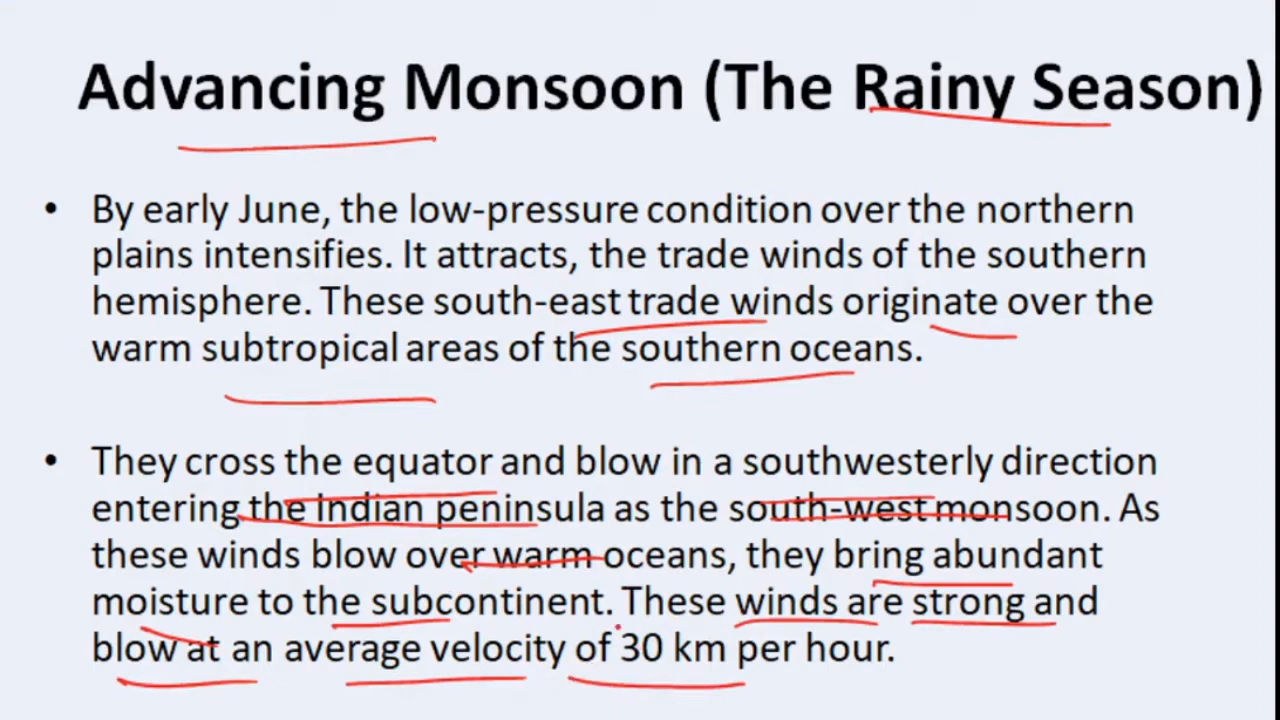 Advancing Monsoon (The Rainy Season)
• By early June, the low-pressure condition over the northern
plains intensifies. It attracts, the trade winds of the southern
hemisphere. These south-east trade winds originate over the
warm subtropical areas of the southern oceans.
• They cross the equator and blow in a southwesterly direction
entering the Indian peninsula as the south-west monsoon. As
these winds blow over warm oceans, they bring abundant
moisture to the subcontinent. These winds are strong and
blow at an average velocity of 30 km per hour.